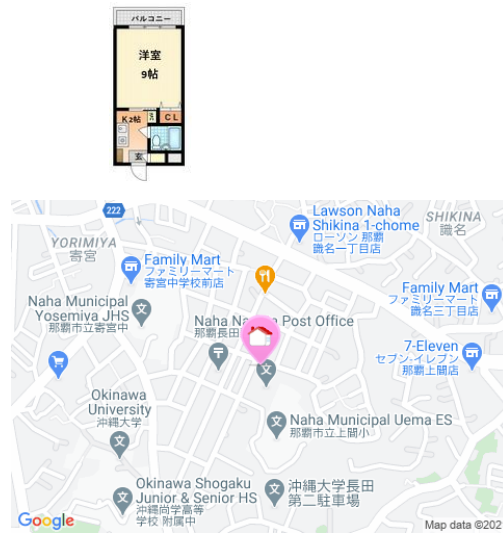 バルコニー
洋室
9帖
K2帖
CL
玄
222
Lawson Naha
Shikina 1-chome
ローソン 那覇
識名一丁目店
SHIKINA
識名
YORIMIYA
寄宮
Family Mart
ファミリーマート
寄宮中学校前店
Family Mart
ファミリーマート
識名三丁目店
Naha Municipal
Yosemiya JHS
那覇市立寄宮中
Post Office
那覇長田
7-Eleven
セブン-イレブン
那覇上間店
Okinawa
University
沖縄大学
Naha Municipal Uema ES
那覇市立上間小
Okinawa Shogaku
Junior & Senior HS
沖縄尚学高等
学校 附属中
沖縄大学長田
第二駐車場
Google
Map data ©202